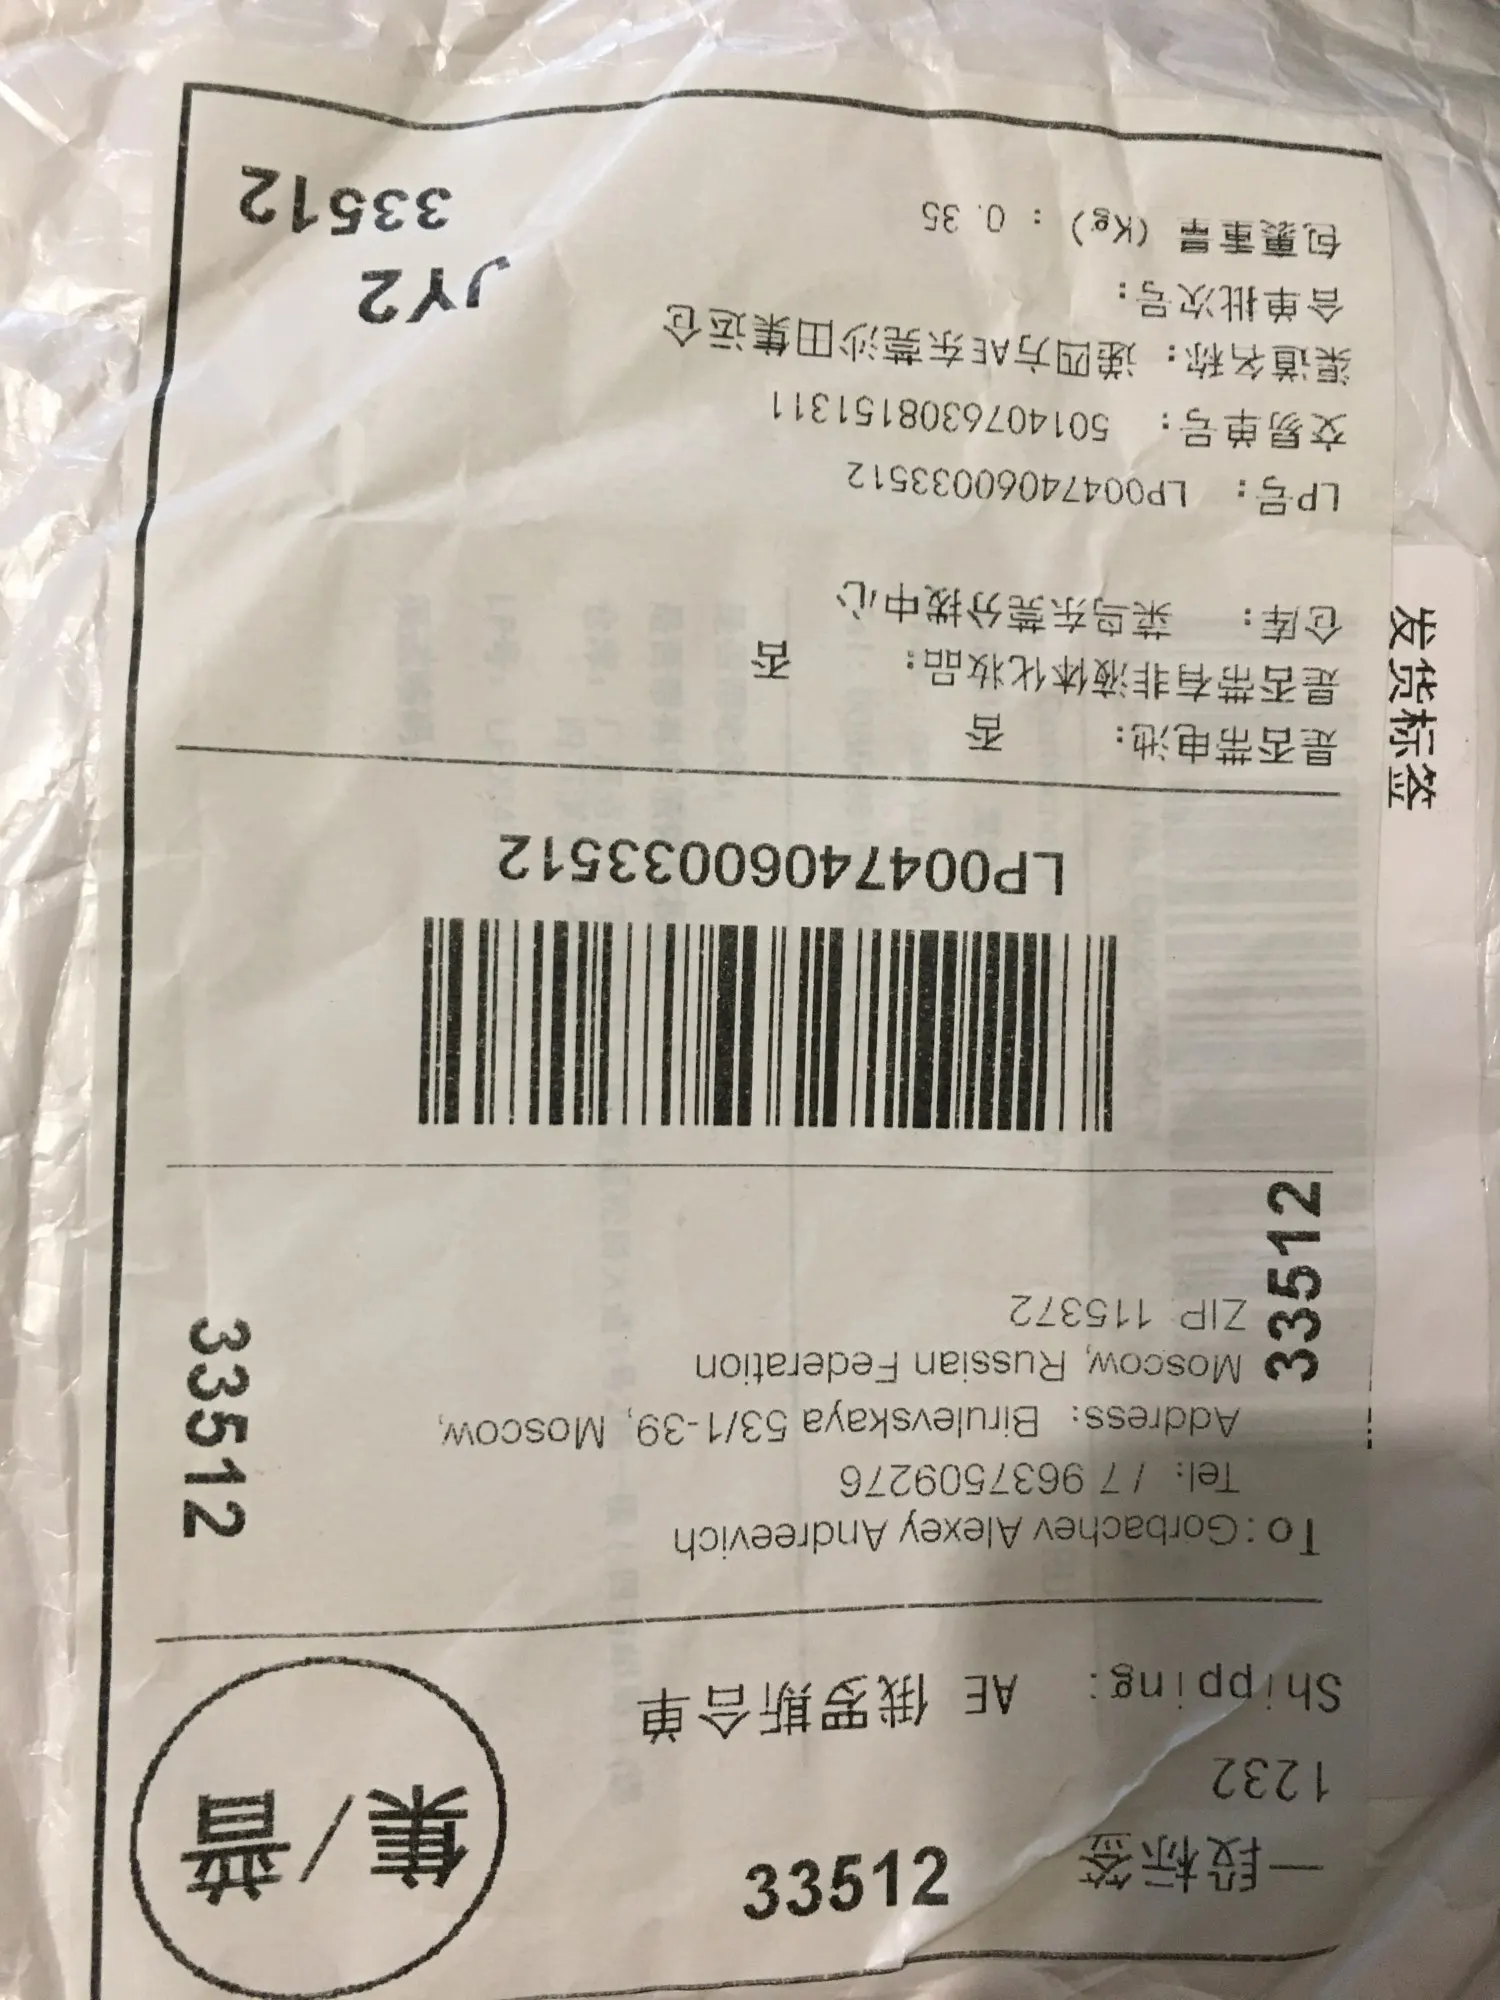 一段标签 33512
1232
集/普
Shipping: AE 俄罗斯合单
To:Gorbachev Alexey Andreevich
Tel: / 7 9637509276
Address: Birulevskaya 53/1-39, Moscow,
Moscow, Russian Federation
ZIP 115372
33512
33512
LP00474060033512
是否带电池: 否
是否带有非液体化妆品: 否
仓库: 菜鸟东莞分拨中心
LP号: LP00474060033512
交易单号: 5014076308151311
渠道名称: 递四方AE东莞沙田集运仓
合单批次号:
包裹重量 (Kg) : 0.35
JY2
33512
发货标签